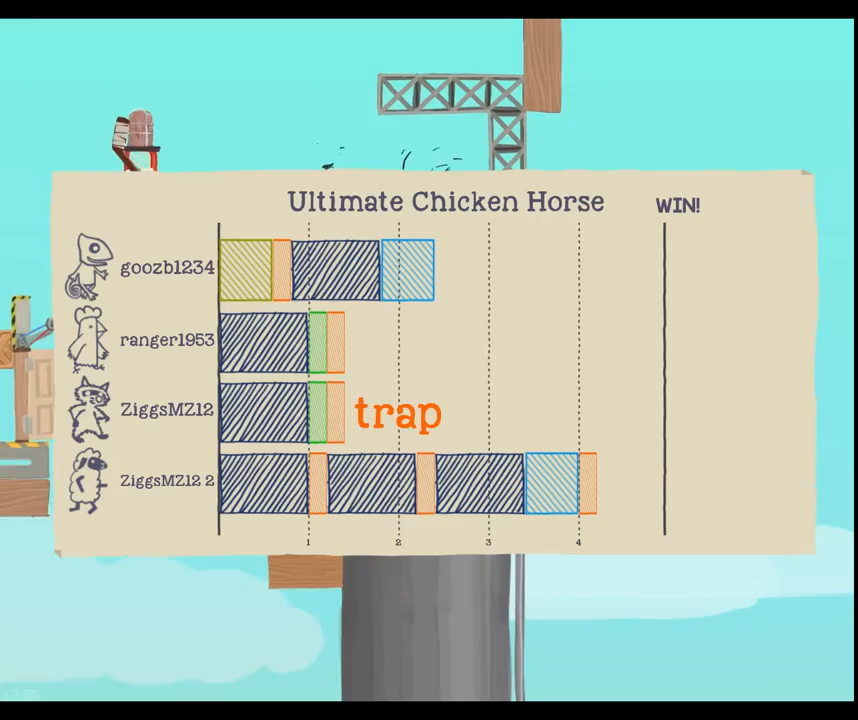 Ultimate Chicken Horse
WIN!
goozb1234
ranger1953
ZiggsMZ12
trap
ZiggsMZ12 2
1 2 3 4